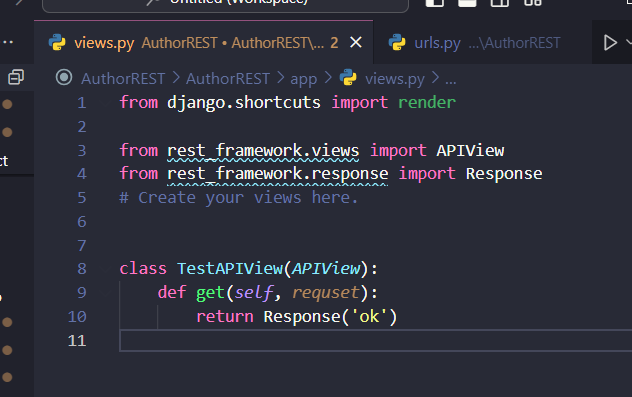 Untitled (Workspace)
views.py AuthorREST • AuthorREST\... 2
urls.py ...\AuthorREST
AuthorREST > AuthorREST > app > views.py > ...
ct
1 from django.shortcuts import render
2
3 from rest_framework.views import APIView
4 from rest_framework.response import Response
5 # Create your views here.
6
7
8 class TestAPIView(APIView):
9 def get(self, requset):
10 return Response('ok')
11